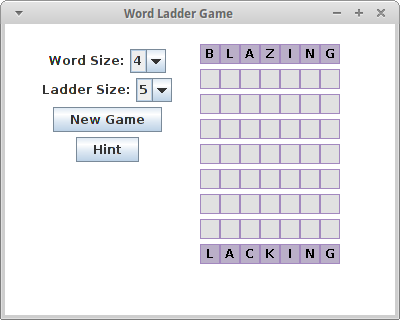 Word Ladder Game
Word Size: 4
Ladder Size: 5
New Game
Hint
B L A Z I N G
L A C K I N G